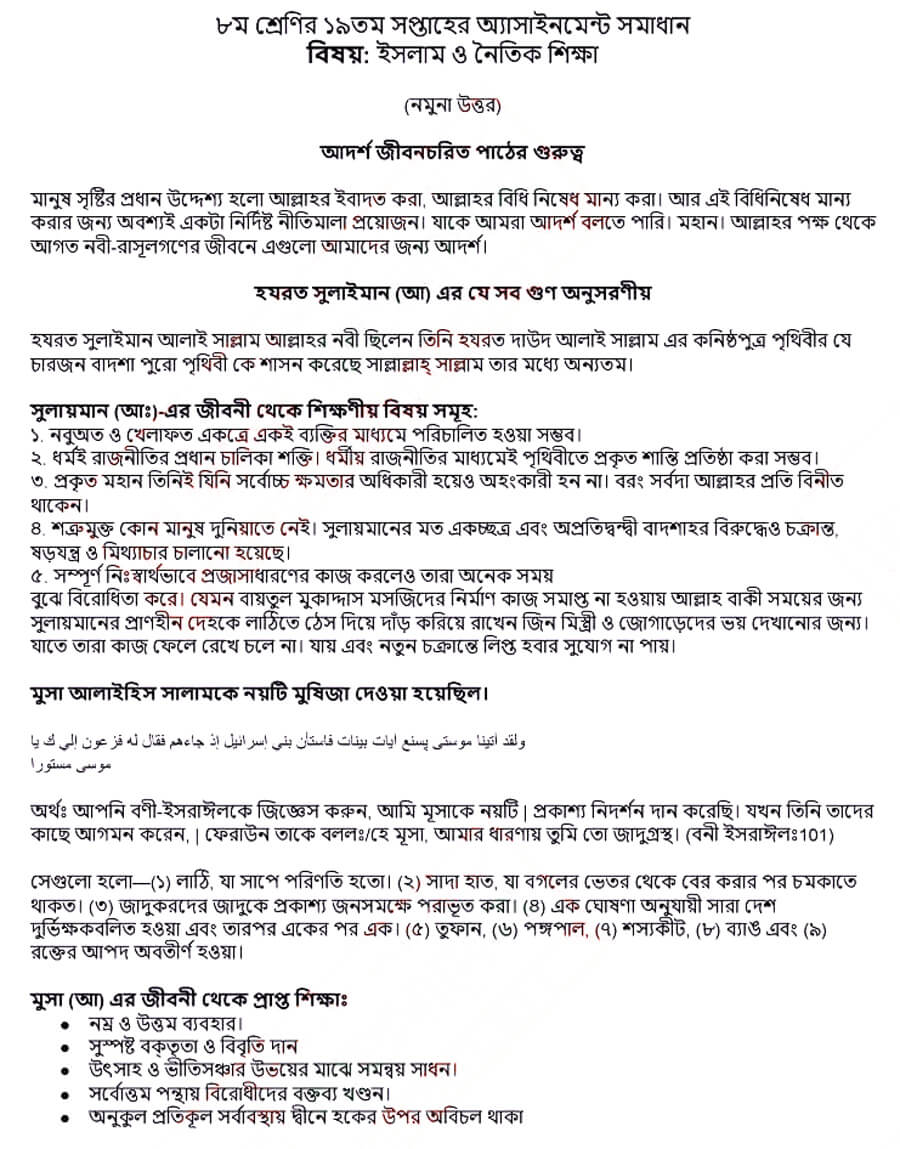 ৮ম শ্রেণির ১৯তম সপ্তাহের অ্যাসাইনমেন্ট সমাধান
বিষয়: ইসলাম ও নৈতিক শিক্ষা
(নমুনা উত্তর)
আদর্শ জীবনচরিত পাঠের গুরুত্ব
মানুষ সৃষ্টির প্রধান উদ্দেশ্য হলো আল্লাহর ইবাদত করা, আল্লাহর বিধি নিষেধ মান্য করা। আর এই বিধিনিষেধ মান্য
করার জন্য অবশ্যই একটা নির্দিষ্ট নীতিমালা প্রয়োজন। যাকে আমরা আদর্শ বলতে পারি। মহান। আল্লাহর পক্ষ থেকে
আগত নবী-রাসূলগণের জীবনে এগুলো আমাদের জন্য আদর্শ।
হযরত সুলাইমান (আ) এর যে সব গুণ অনুসরণীয়
হযরত সুলাইমান আলাই সাল্লাম আল্লাহর নবী ছিলেন তিনি হযরত দাউদ আলাই সাল্লাম এর কনিষ্ঠপুত্র পৃথিবীর যে
চারজন বাদশা পুরো পৃথিবী কে শাসন করেছে সাল্লাল্লাহ্ সাল্লাম তার মধ্যে অন্যতম।
সুলায়মান (আঃ)-এর জীবনী থেকে শিক্ষণীয় বিষয় সমূহ:
১. নবুঅত ও খেলাফত একত্রে একই ব্যক্তির মাধ্যমে পরিচালিত হওয়া সম্ভব।
২. ধর্মই রাজনীতির প্রধান চালিকা শক্তি। ধর্মীয় রাজনীতির মাধ্যমেই পৃথিবীতে প্রকৃত শান্তি প্রতিষ্ঠা করা সম্ভব।
৩. প্রকৃত মহান তিনিই যিনি সর্বোচ্চ ক্ষমতার অধিকারী হয়েও অহংকারী হন না। বরং সর্বদা আল্লাহর প্রতি বিনীত
থাকেন।
৪. শত্রুমুক্ত কোন মানুষ দুনিয়াতে নেই। সুলায়মানের মত একচ্ছত্র এবং অপ্রতিদ্বন্দ্বী বাদশাহর বিরুদ্ধেও চক্রান্ত,
ষড়যন্ত্র ও মিথ্যাচার চালানো হয়েছে।
৫. সম্পূর্ণ নিঃস্বার্থভাবে প্রজাসাধারণের কাজ করলেও তারা অনেক সময়
বুঝে বিরোধিতা করে। যেমন বায়তুল মুকাদ্দাস মসজিদের নির্মাণ কাজ সমাপ্ত না হওয়ায় আল্লাহ বাকী সময়ের জন্য
সুলায়মানের প্রাণহীন দেহকে লাঠিতে ঠেস দিয়ে দাঁড় করিয়ে রাখেন জিন মিস্ত্রী ও জোগাড়েদের ভয় দেখানোর জন্য।
যাতে তারা কাজ ফেলে রেখে চলে না। যায় এবং নতুন চক্রান্তে লিপ্ত হবার সুযোগ না পায়।
মুসা আলাইহিস সালামকে নয়টি মুষিজা দেওয়া হয়েছিল।
ولقد أتينا موستى پسنع أيات بينات فاستأن بني إسرائيل إذ جاءهم فقال له فزعون إلي ك يا
موسى مستورا
অর্থঃ আপনি বণী-ইসরাঈলকে জিজ্ঞেস করুন, আমি মূসাকে নয়টি | প্রকাশ্য নিদর্শন দান করেছি। যখন তিনি তাদের
কাছে আগমন করেন, | ফেরাউন তাকে বললঃ/হে মূসা, আমার ধারণায় তুমি তো জাদুগ্রস্থ। (বনী ইসরাঈলঃ101)
সেগুলো হলো—(১) লাঠি, যা সাপে পরিণতি হতো। (২) সাদা হাত, যা বগলের ভেতর থেকে বের করার পর চমকাতে
থাকত। (৩) জাদুকরদের জাদুকে প্রকাশ্য জনসমক্ষে পরাভূত করা। (৪) এক ঘোষণা অনুযায়ী সারা দেশ
দুর্ভিক্ষকবলিত হওয়া এবং তারপর একের পর এক। (৫) তুফান, (৬) পঙ্গপাল, (৭) শস্যকীট, (৮) ব্যাঙ এবং (৯)
রক্তের আপদ অবতীর্ণ হওয়া।
মুসা (আ) এর জীবনী থেকে প্রাপ্ত শিক্ষাঃ
● নম্র ও উত্তম ব্যবহার।
● সুস্পষ্ট বক্তৃতা ও বিবৃতি দান
● উৎসাহ ও ভীতিসঞ্চার উভয়ের মাঝে সমন্বয় সাধন।
● সর্বোত্তম পন্থায় বিরোধীদের বক্তব্য খণ্ডন।
● অনুকুল প্রতিকূল সর্বাবস্থায় দ্বীনে হকের উপর অবিচল থাকা